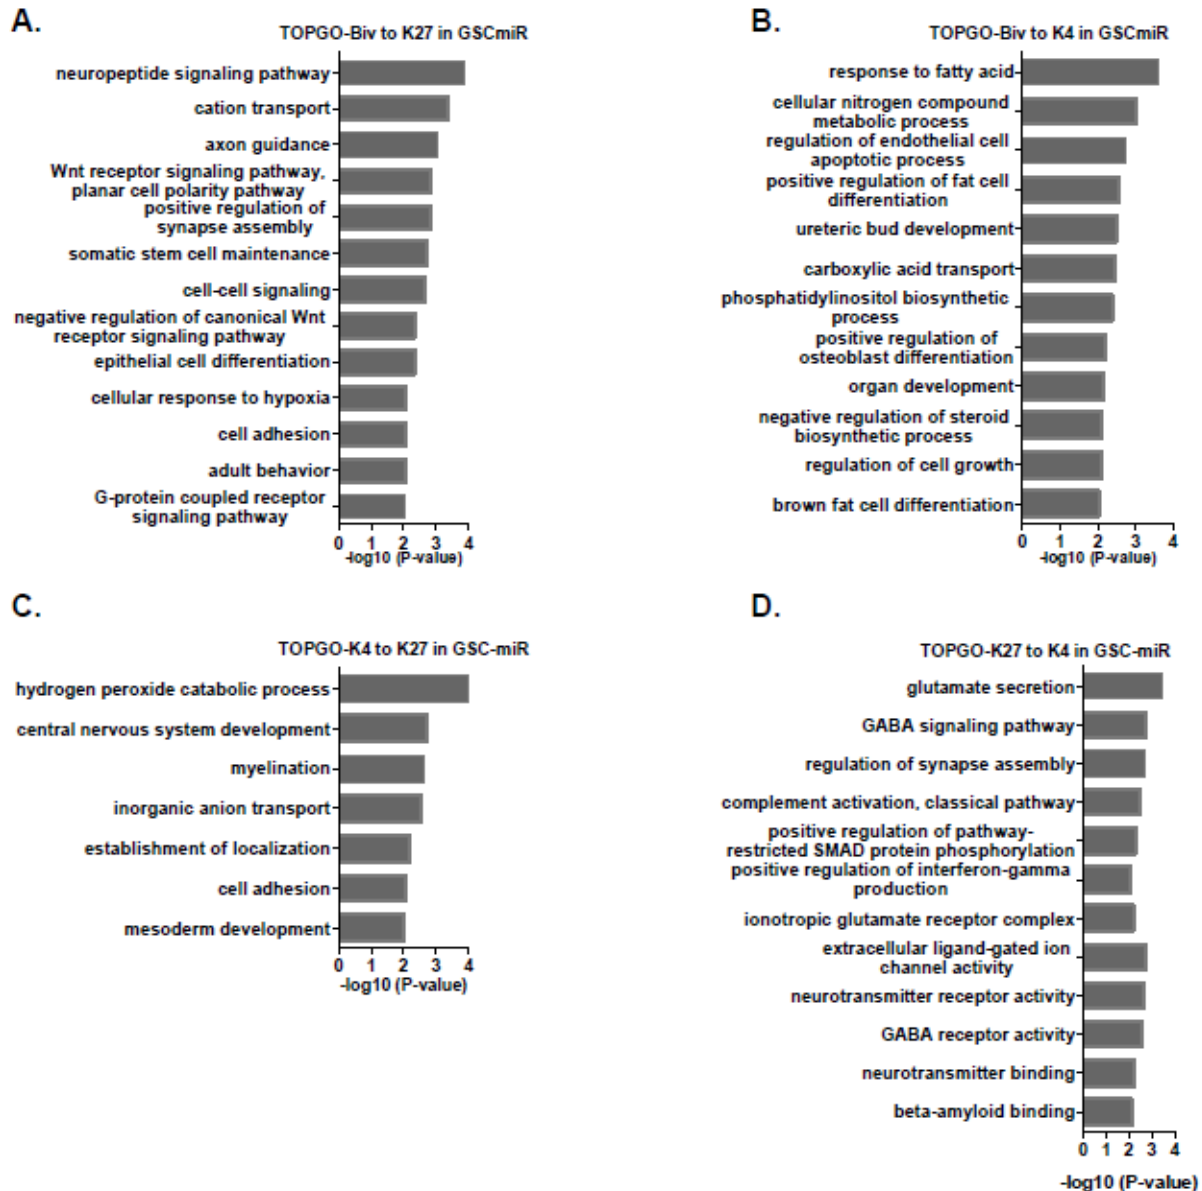 A.
TOPGO-Biv to K27 in GSCmiR
neuropeptide signaling pathway
cation transport
axon guidance
Wnt receptor signaling pathway,
planar cell polarity pathway
positive regulation of
synapse assembly
somatic stem cell maintenance
cell-cell signaling
negative regulation of canonical Wnt
receptor signaling pathway
epithelial cell differentiation
cellular response to hypoxia
cell adhesion
adult behavior
G-protein coupled receptor
signaling pathway
0 1 2 3 4
-log10 (P-value)
B.
TOPGO-Biv to K4 in GSCmiR
response to fatty acid
cellular nitrogen compound
metabolic process
regulation of endothelial cell
apoptotic process
positive regulation of fat cell
differentiation
ureteric bud development
carboxylic acid transport
phosphatidylinositol biosynthetic
process
positive regulation of
osteoblast differentiation
organ development
negative regulation of steroid
biosynthetic process
regulation of cell growth
brown fat cell differentiation
0 1 2 3 4
-log10 (P-value)
C.
TOPGO-K4 to K27 in GSC-miR
hydrogen peroxide catabolic process
central nervous system development
myelination
inorganic anion transport
establishment of localization
cell adhesion
mesoderm development
0 1 2 3 4
-log10 (P-value)
D.
TOPGO-K27 to K4 in GSC-miR
glutamate secretion
GABA signaling pathway
regulation of synapse assembly
complement activation, classical pathway
positive regulation of pathway-
restricted SMAD protein phosphorylation
positive regulation of interferon-gamma
production
ionotropic glutamate receptor complex
extracellular ligand-gated ion
channel activity
neurotransmitter receptor activity
GABA receptor activity
neurotransmitter binding
beta-amyloid binding
0 1 2 3 4
-log10 (P-value)